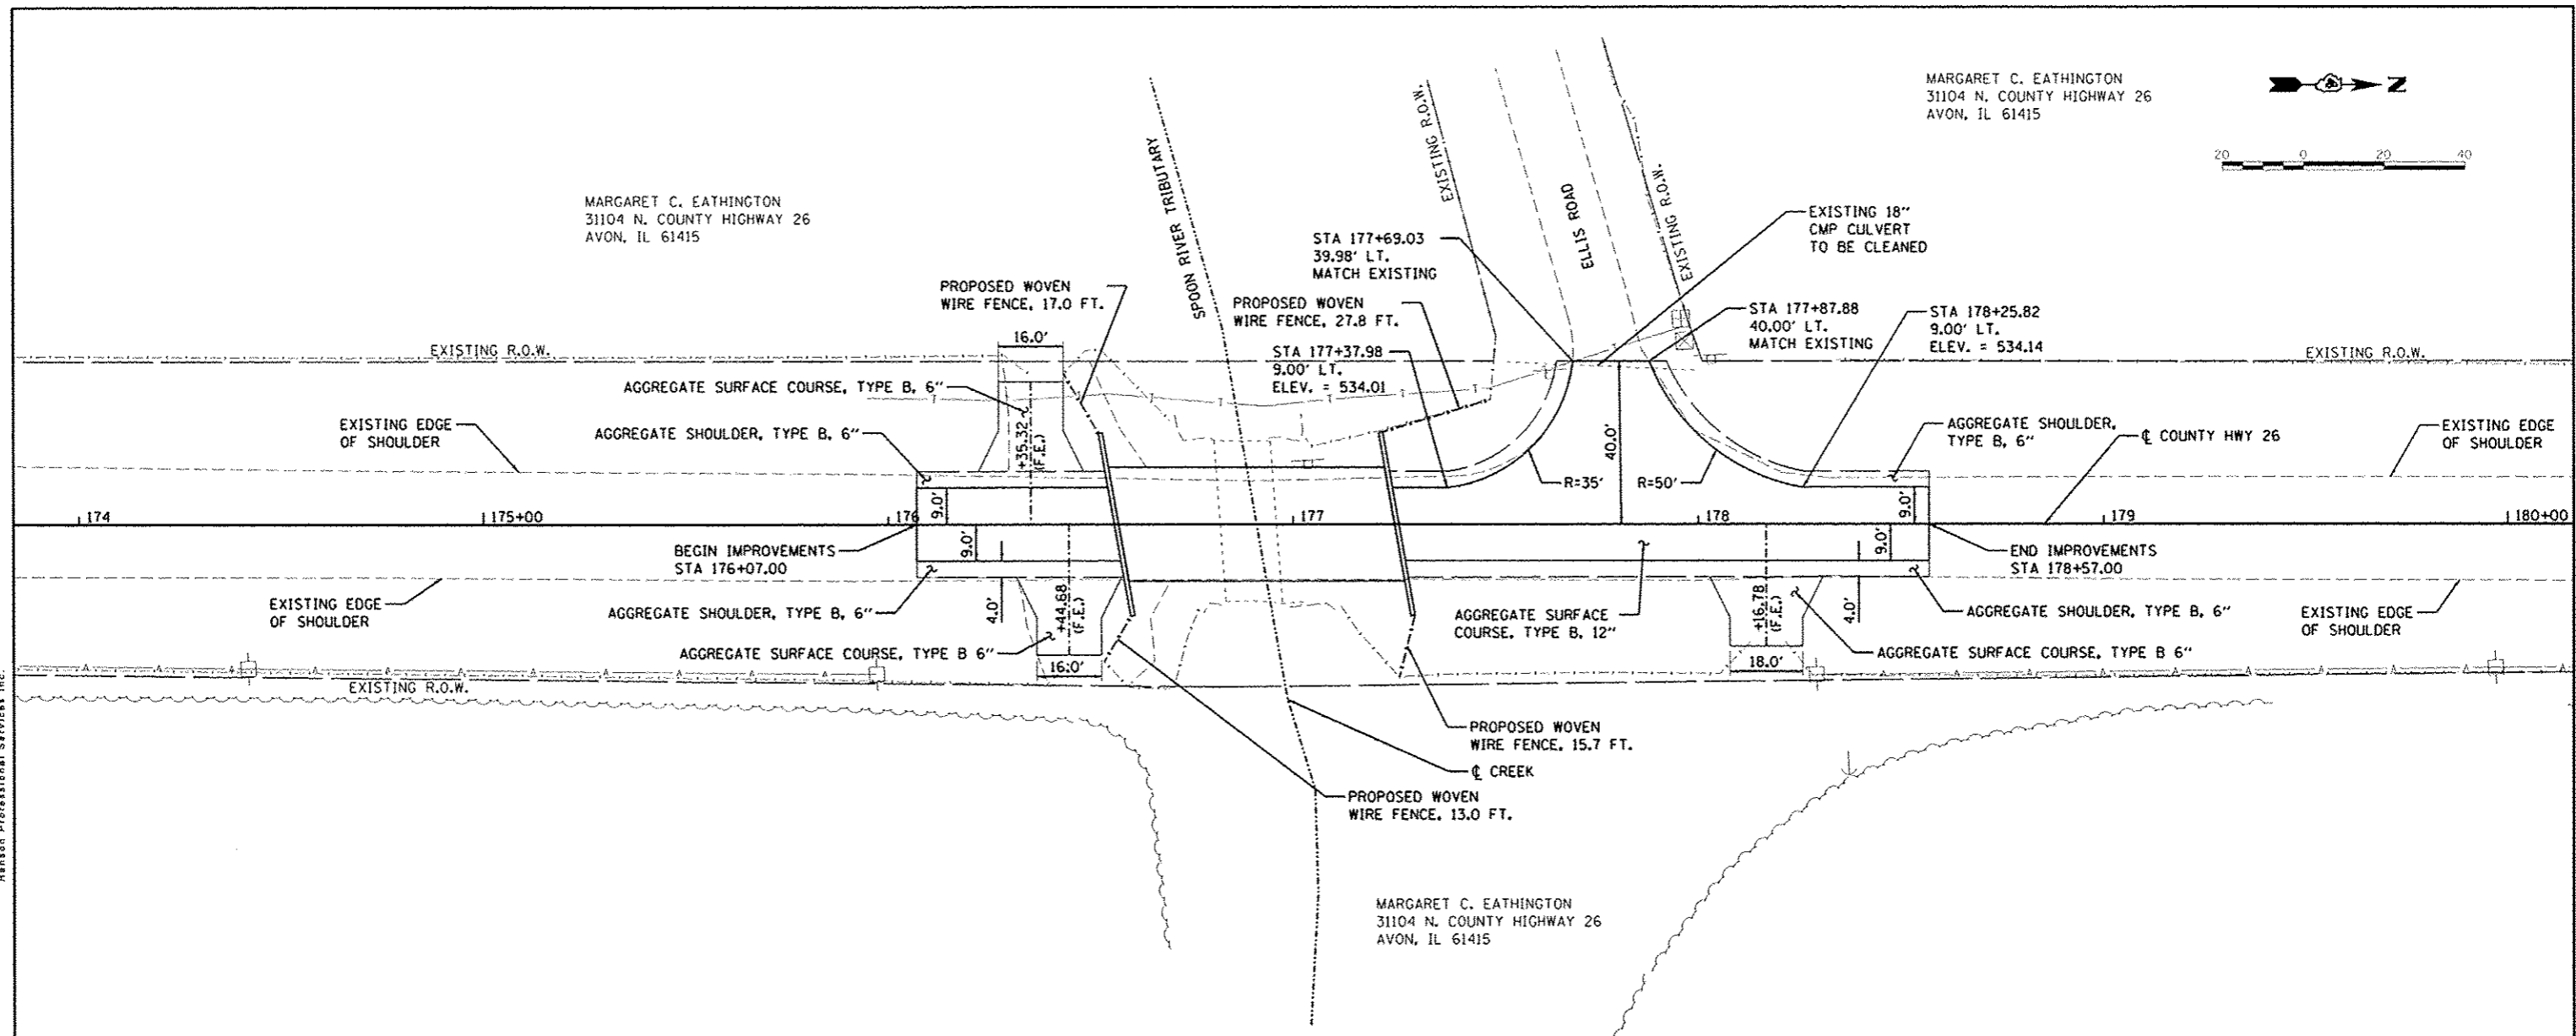 MARGARET C. EATHINGTON
31104 N. COUNTY HIGHWAY 26
AVON, IL 61415
N
20 0 20 40
MARGARET C. EATHINGTON
31104 N. COUNTY HIGHWAY 26
AVON, IL 61415
SPOON RIVER TRIBUTARY
EXISTING R.O.W.
ELLIS ROAD
EXISTING R.O.W.
EXISTING 18"
CMP CULVERT
TO BE CLEANED
STA 177+69.03
39.98' LT.
MATCH EXISTING
PROPOSED WOVEN
WIRE FENCE, 17.0 FT.
PROPOSED WOVEN
WIRE FENCE, 27.8 FT.
STA 177+87.88
40.00' LT.
MATCH EXISTING
STA 178+25.82
9.00' LT.
ELEV. = 534.14
16.0'
EXISTING R.O.W.
STA 177+37.98
9.00' LT.
ELEV. = 534.01
EXISTING R.O.W.
AGGREGATE SURFACE COURSE, TYPE B, 6"
EXISTING EDGE
OF SHOULDER
AGGREGATE SHOULDER, TYPE B, 6"
+35.32
(F.E.)
40.0'
R=35'
R=50'
AGGREGATE SHOULDER,
TYPE B, 6"
℄ COUNTY HWY 26
EXISTING EDGE
OF SHOULDER
9.0'
9.0'
174
175+00
176
177
178
179
180+00
BEGIN IMPROVEMENTS
STA 176+07.00
9.0'
9.0'
END IMPROVEMENTS
STA 178+57.00
EXISTING EDGE
OF SHOULDER
AGGREGATE SHOULDER, TYPE B, 6"
4.0'
+44.68
(F.E.)
AGGREGATE SURFACE
COURSE, TYPE B, 12"
+16.78
(F.E.)
4.0'
AGGREGATE SHOULDER, TYPE B, 6"
EXISTING EDGE
OF SHOULDER
AGGREGATE SURFACE COURSE, TYPE B 6"
16.0'
18.0'
AGGREGATE SURFACE COURSE, TYPE B 6"
EXISTING R.O.W.
PROPOSED WOVEN
WIRE FENCE, 15.7 FT.
℄ CREEK
PROPOSED WOVEN
WIRE FENCE, 13.0 FT.
MARGARET C. EATHINGTON
31104 N. COUNTY HIGHWAY 26
AVON, IL 61415
Hanson Professional Services Inc.